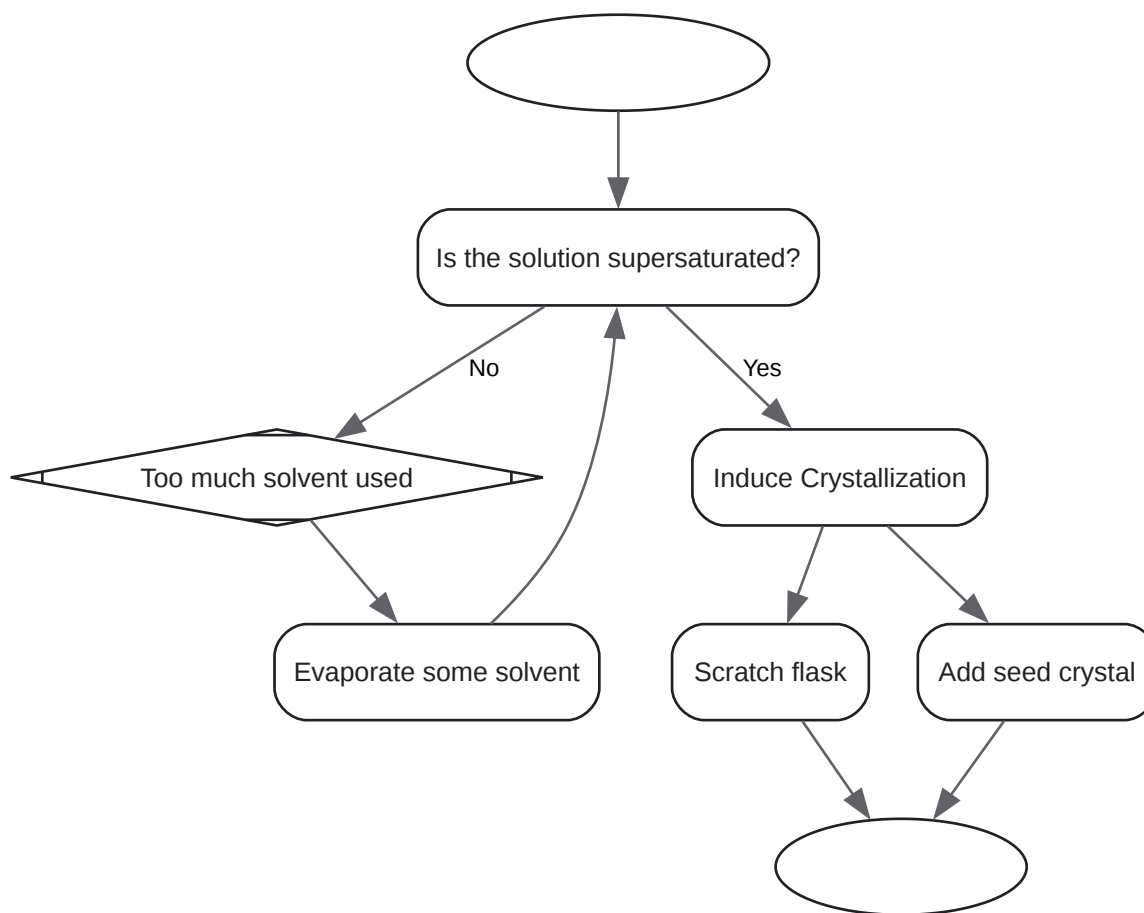 Is the solution supersaturated?
No
Yes
Too much solvent used
Induce Crystallization
Evaporate some solvent
Scratch flask
Add seed crystal